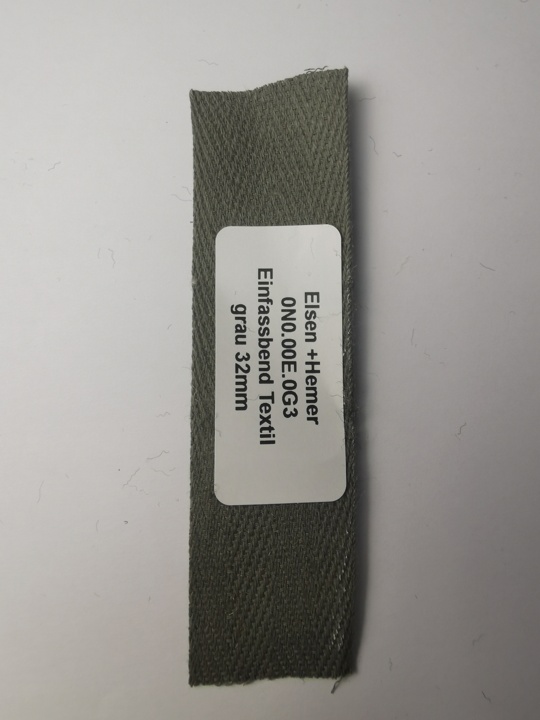 Elsen +Hemer
0N0.00E.0G3
Einfassbend Textil
grau 32mm